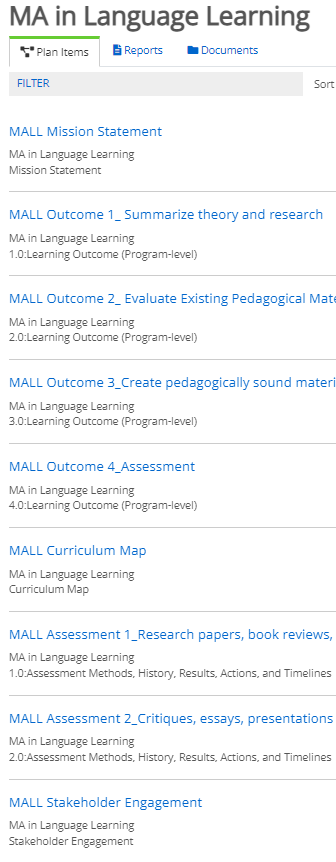 MA in Language Learning
Plan Items Reports Documents
FILTER Sort
MALL Mission Statement
MA in Language Learning
Mission Statement
MALL Outcome 1_ Summarize theory and research
MA in Language Learning
1.0:Learning Outcome (Program-level)
MALL Outcome 2_ Evaluate Existing Pedagogical Mate
MA in Language Learning
2.0:Learning Outcome (Program-level)
MALL Outcome 3_Create pedagogically sound materi
MA in Language Learning
3.0:Learning Outcome (Program-level)
MALL Outcome 4_Assessment
MA in Language Learning
4.0:Learning Outcome (Program-level)
MALL Curriculum Map
MA in Language Learning
Curriculum Map
MALL Assessment 1_Research papers, book reviews,
MA in Language Learning
1.0:Assessment Methods, History, Results, Actions, and Timelines
MALL Assessment 2_Critiques, essays, presentations
MA in Language Learning
2.0:Assessment Methods, History, Results, Actions, and Timelines
MALL Stakeholder Engagement
MA in Language Learning
Stakeholder Engagement